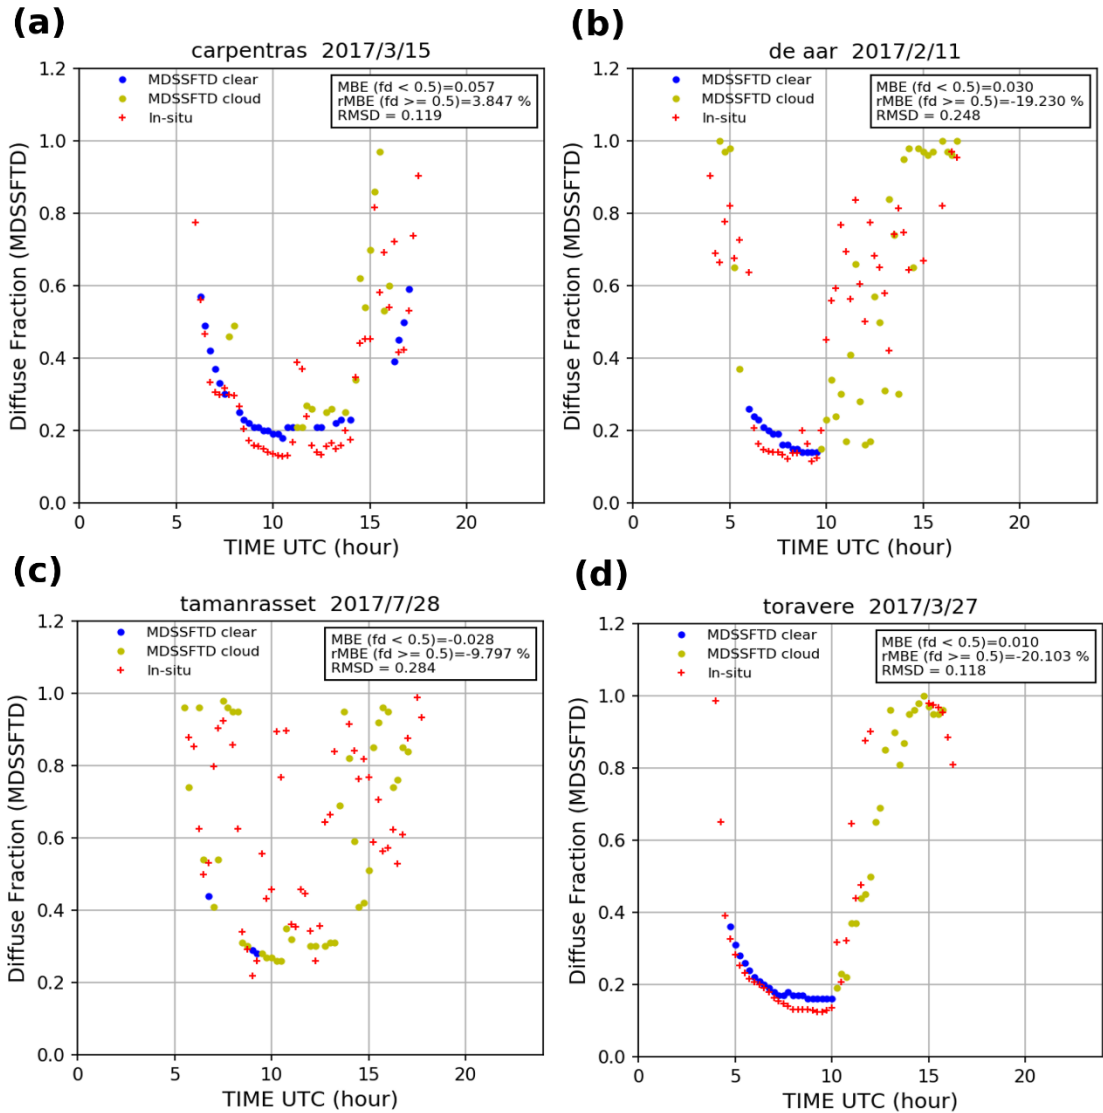 (a)
carpentras  2017/3/15
MDSSFTD clear
MDSSFTD cloud
In-situ
MBE (fd < 0.5)=0.057
rMBE (fd >= 0.5)=3.847 %
RMSD = 0.119
Diffuse Fraction (MDSSFTD)
1.2
1.0
0.8
0.6
0.4
0.2
0.0
0 5 10 15 20
TIME UTC (hour)
(b)
de aar  2017/2/11
MDSSFTD clear
MDSSFTD cloud
In-situ
MBE (fd < 0.5)=0.030
rMBE (fd >= 0.5)=-19.230 %
RMSD = 0.248
Diffuse Fraction (MDSSFTD)
1.2
1.0
0.8
0.6
0.4
0.2
0.0
0 5 10 15 20
TIME UTC (hour)
(c)
tamanrasset  2017/7/28
MDSSFTD clear
MDSSFTD cloud
In-situ
MBE (fd < 0.5)=-0.028
rMBE (fd >= 0.5)=-9.797 %
RMSD = 0.284
Diffuse Fraction (MDSSFTD)
1.2
1.0
0.8
0.6
0.4
0.2
0.0
0 5 10 15 20
TIME UTC (hour)
(d)
toravere  2017/3/27
MDSSFTD clear
MDSSFTD cloud
In-situ
MBE (fd < 0.5)=0.010
rMBE (fd >= 0.5)=-20.103 %
RMSD = 0.118
Diffuse Fraction (MDSSFTD)
1.2
1.0
0.8
0.6
0.4
0.2
0.0
0 5 10 15 20
TIME UTC (hour)